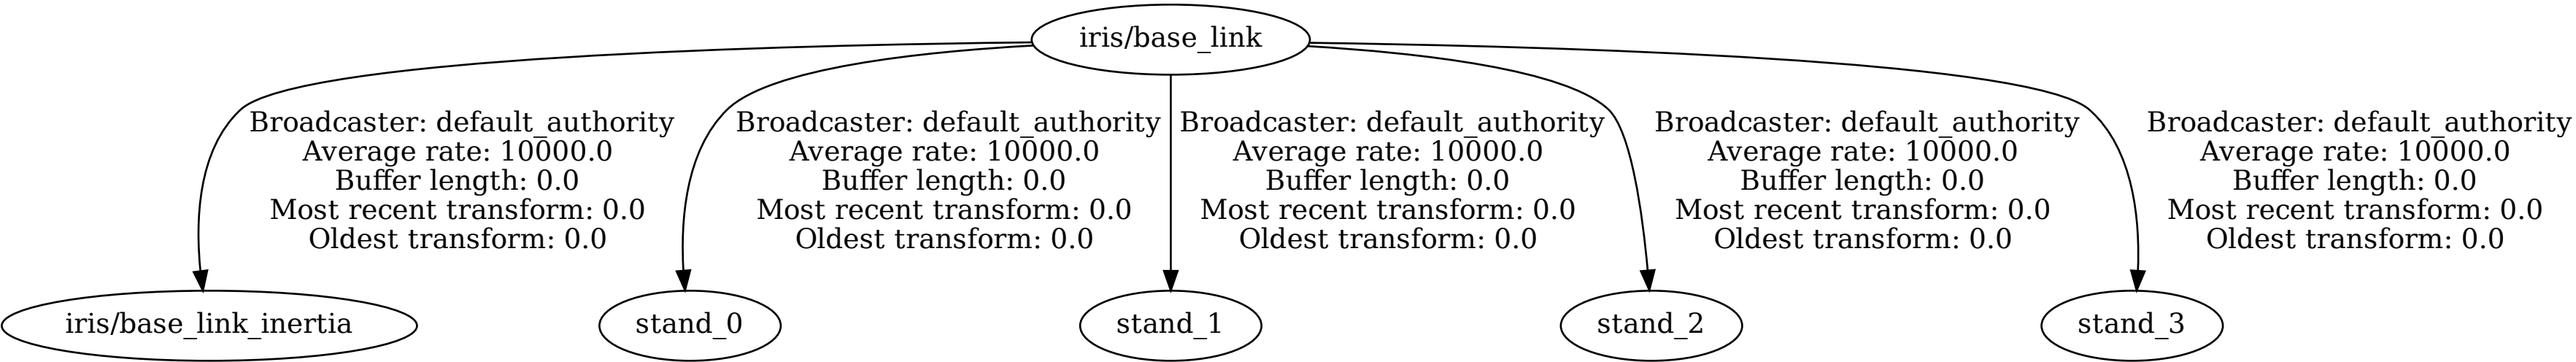 iris/base_link
Broadcaster: default_authority
Average rate: 10000.0
Buffer length: 0.0
Most recent transform: 0.0
Oldest transform: 0.0
Broadcaster: default_authority
Average rate: 10000.0
Buffer length: 0.0
Most recent transform: 0.0
Oldest transform: 0.0
Broadcaster: default_authority
Average rate: 10000.0
Buffer length: 0.0
Most recent transform: 0.0
Oldest transform: 0.0
Broadcaster: default_authority
Average rate: 10000.0
Buffer length: 0.0
Most recent transform: 0.0
Oldest transform: 0.0
Broadcaster: default_authority
Average rate: 10000.0
Buffer length: 0.0
Most recent transform: 0.0
Oldest transform: 0.0
iris/base_link_inertia
stand_0
stand_1
stand_2
stand_3